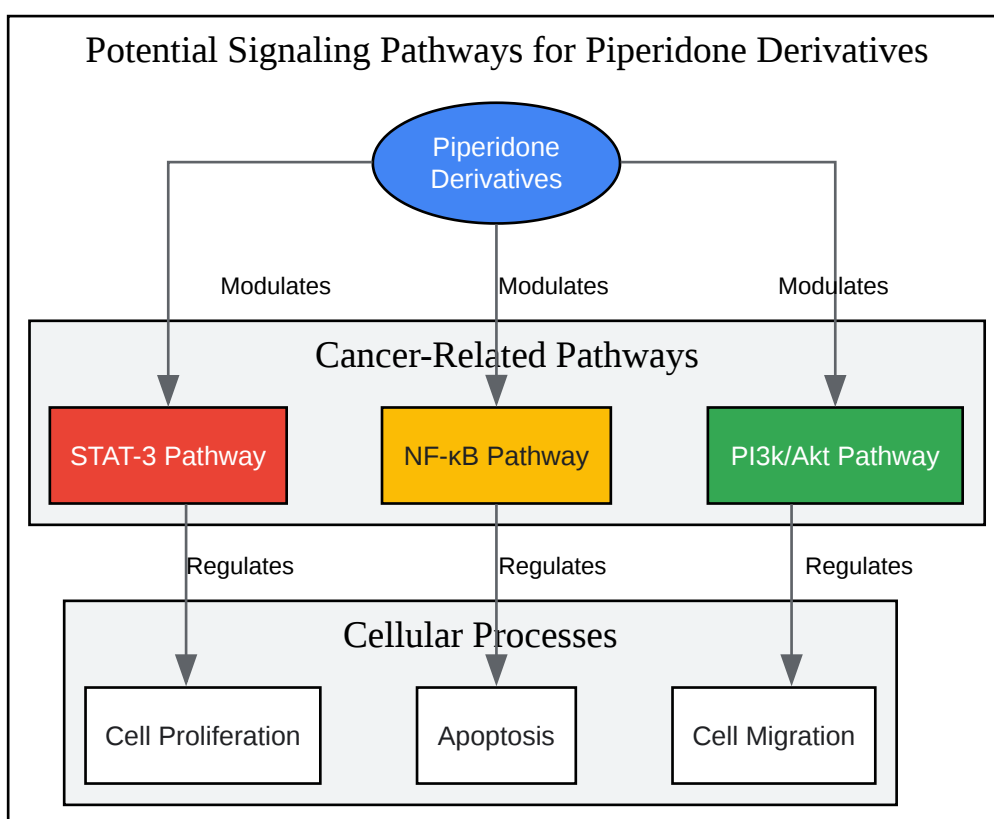 Potential Signaling Pathways for Piperidone Derivatives
Piperidone
Derivatives
Modulates
Modulates
Modulates
Cancer-Related Pathways
STAT-3 Pathway
NF-κB Pathway
PI3k/Akt Pathway
Regulates
Regulates
Regulates
Cellular Processes
Cell Proliferation
Apoptosis
Cell Migration